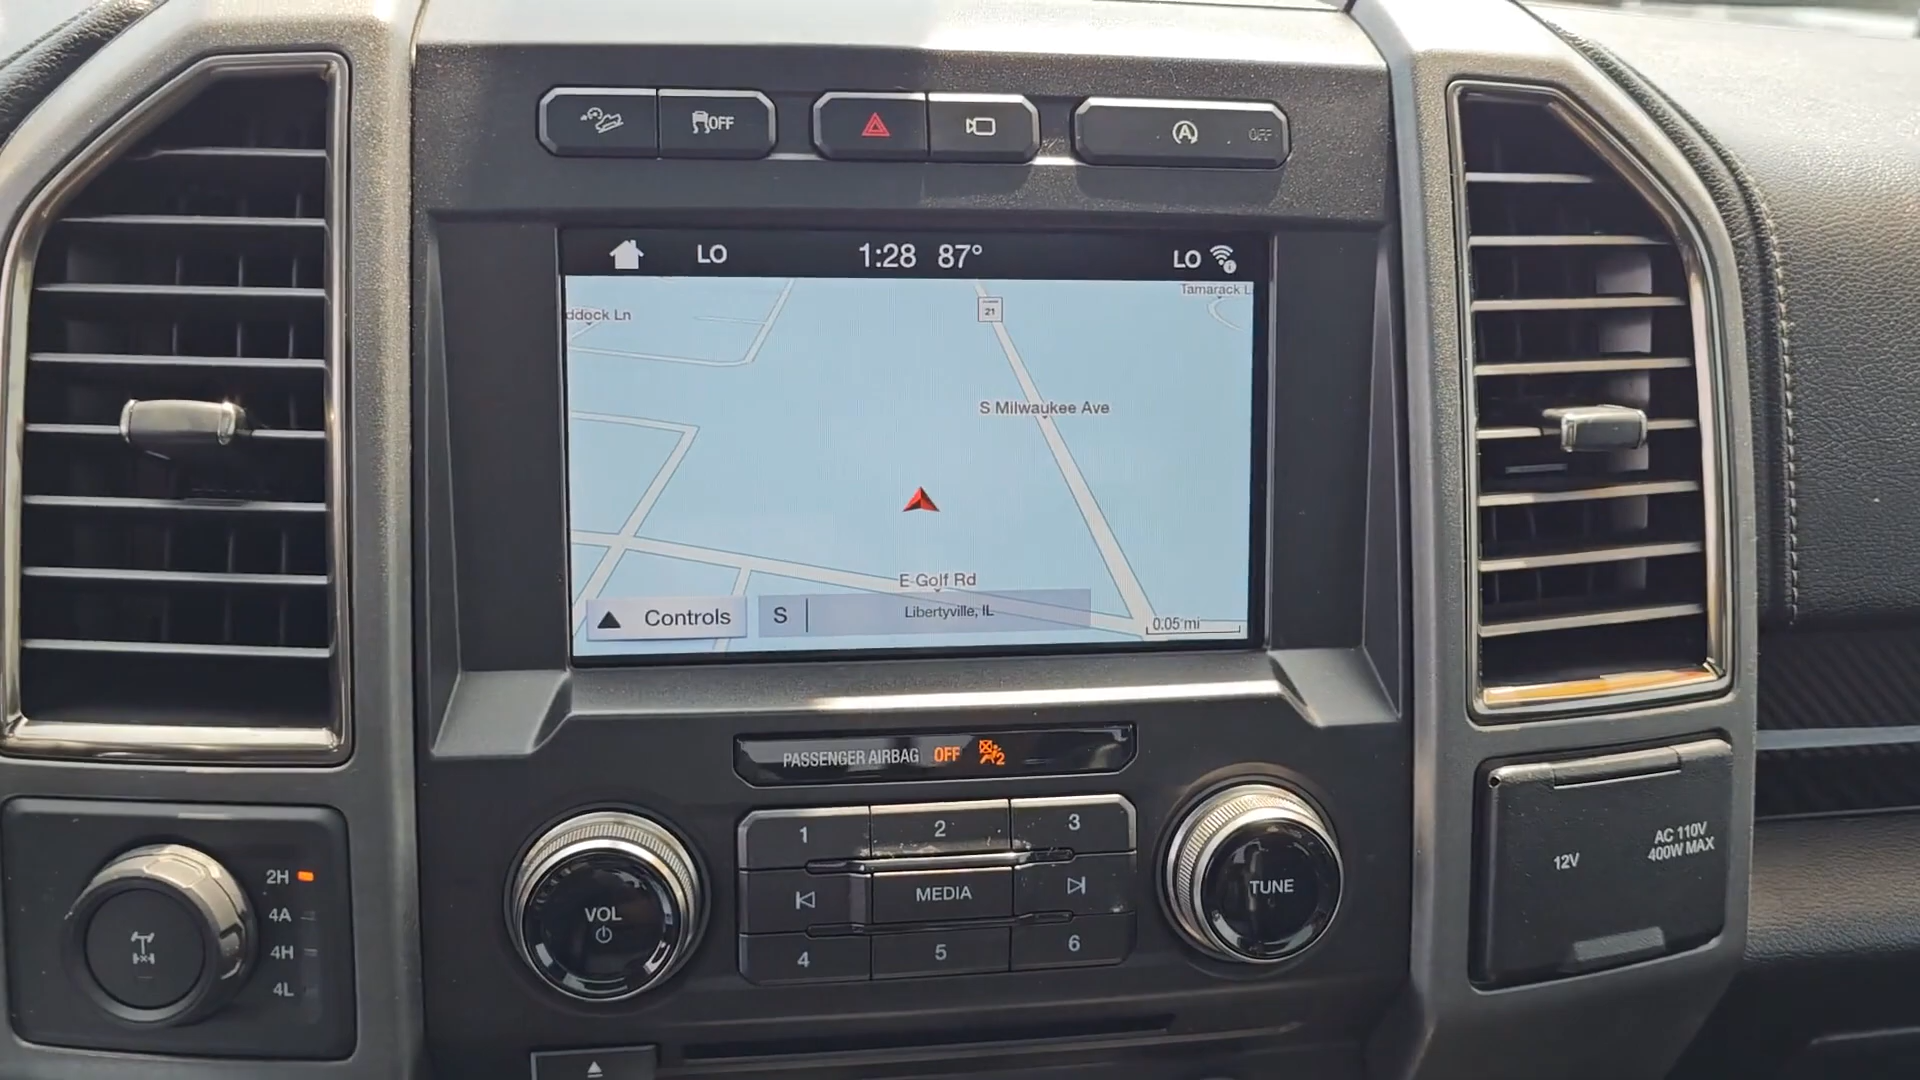 OFF
OFF
LO 1:28 87° LO
ddock Ln
21
Tamarack L
S Milwaukee Ave
E Golf Rd
Controls
S
Libertyville, IL
0.05 mi
PASSENGER AIRBAG OFF 2
1 2 3
MEDIA
4 5 6
VOL
TUNE
2H
4A
4H
4L
12V
AC 110V
400W MAX